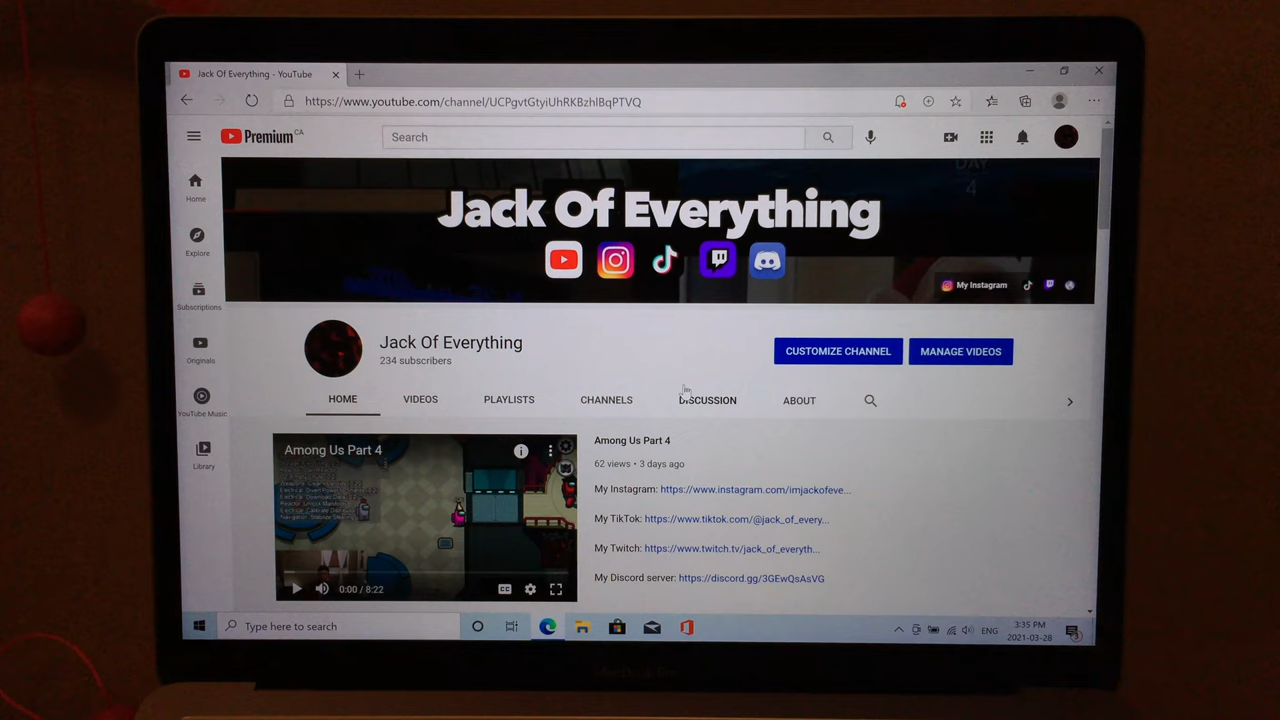 Jack Of Everything - YouTube
https://www.youtube.com/channel/UCPgvtGtyiUhRKBzhlBqPTVQ
Premium CA
Search
DAY
4
Jack Of Everything
My Instagram
Home
Explore
Subscriptions
Originals
YouTube Music
Library
Jack Of Everything
234 subscribers
CUSTOMIZE CHANNEL
MANAGE VIDEOS
HOME
VIDEOS
PLAYLISTS
CHANNELS
DISCUSSION
ABOUT
Among Us Part 4
0:00 / 8:22
CC
Among Us Part 4
62 views • 3 days ago
My Instagram: https://www.instagram.com/imjackofeve...
My TikTok: https://www.tiktok.com/@jack_of_every...
My Twitch: https://www.twitch.tv/jack_of_everyth...
My Discord server: https://discord.gg/3GEwQsAsVG
Type here to search
ENG
3:35 PM
2021-03-28
3